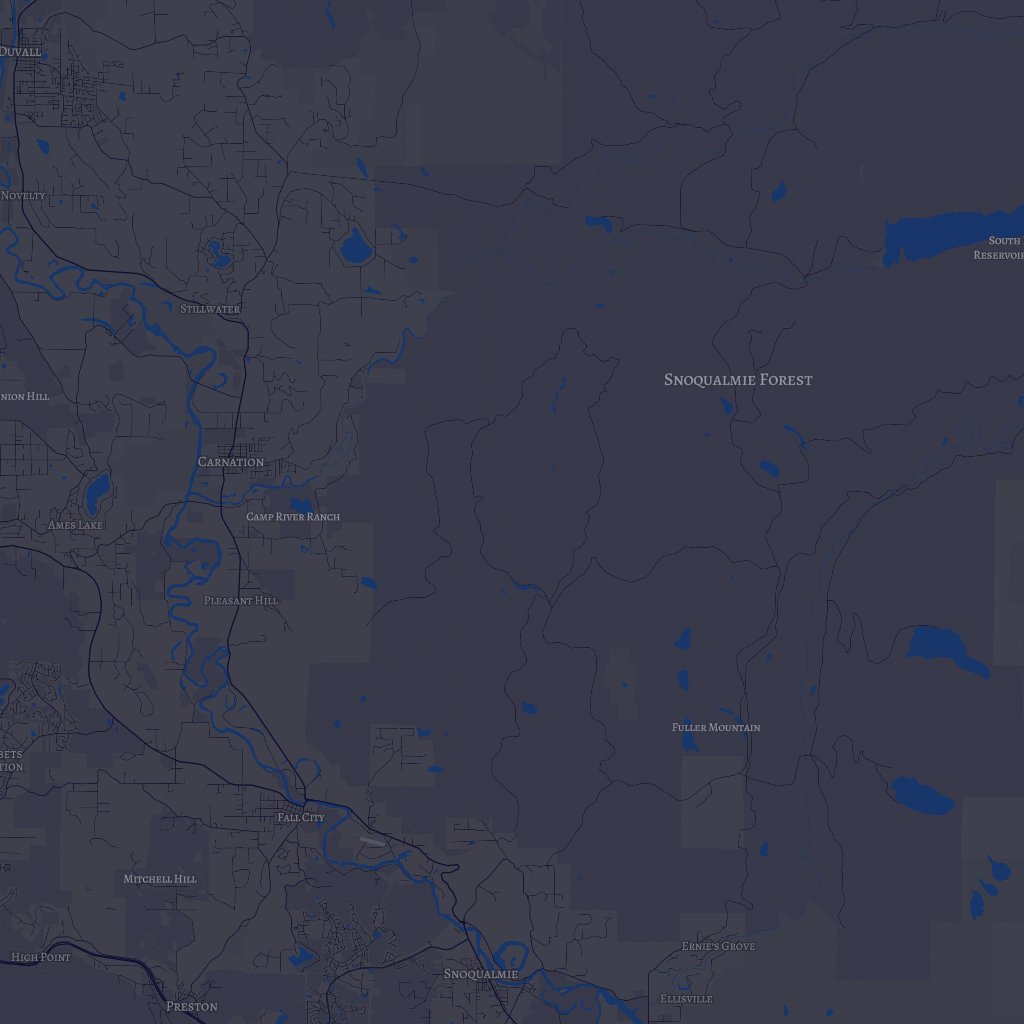 Duvall
Novelty
South
Reservoir
Stillwater
Snoqualmie Forest
nion Hill
Carnation
Camp River Ranch
Ames Lake
Pleasant Hill
Fuller Mountain
bets
tion
Fall City
Mitchell Hill
Ernie's Grove
High Point
Snoqualmie
Ellisville
Preston